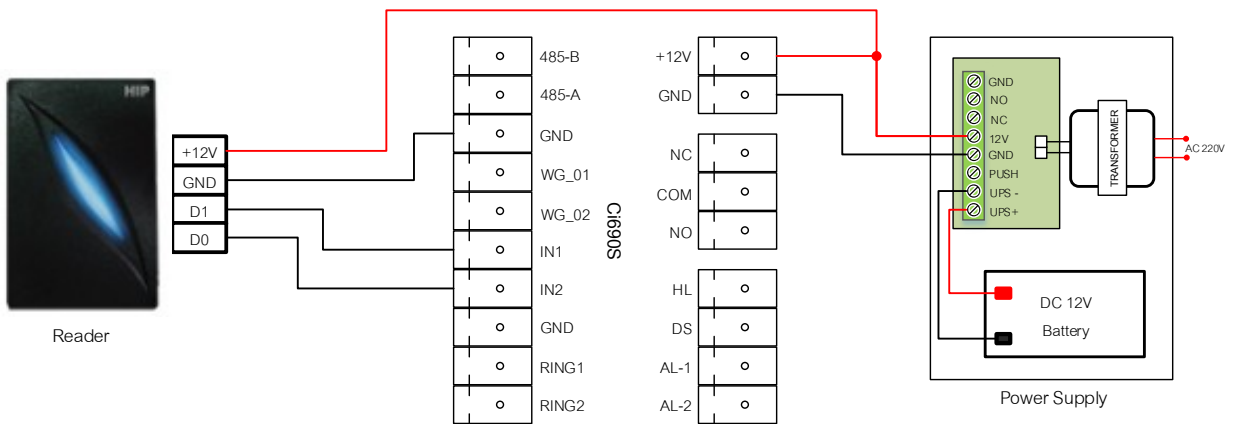 HIP
+12V
GND
D1
D0
Reader
485-B
485-A
GND
WG_01
WG_02
IN1
IN2
GND
RING1
RING2
Ci690S
+12V
GND
NC
COM
NO
HL
DS
AL-1
AL-2
GND
NO
NC
12V
GND
PUSH
UPS -
UPS+
TRANSFORMER
AC 220V
DC 12V
Battery
Power Supply